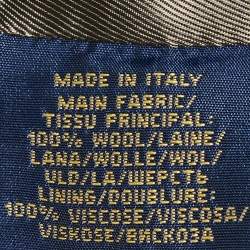 MADE IN ITALY
MAIN FABRIC/
TISSU PRINCIPAL:
100% WOOL/LAINE/
LANA/WOLLE/WOL/
ULD/LA/ШЕРСТЬ
LINING/DOUBLURE:
100% VISCOSE/VISCOSA/
VISKOSE/ВИСКОЗА